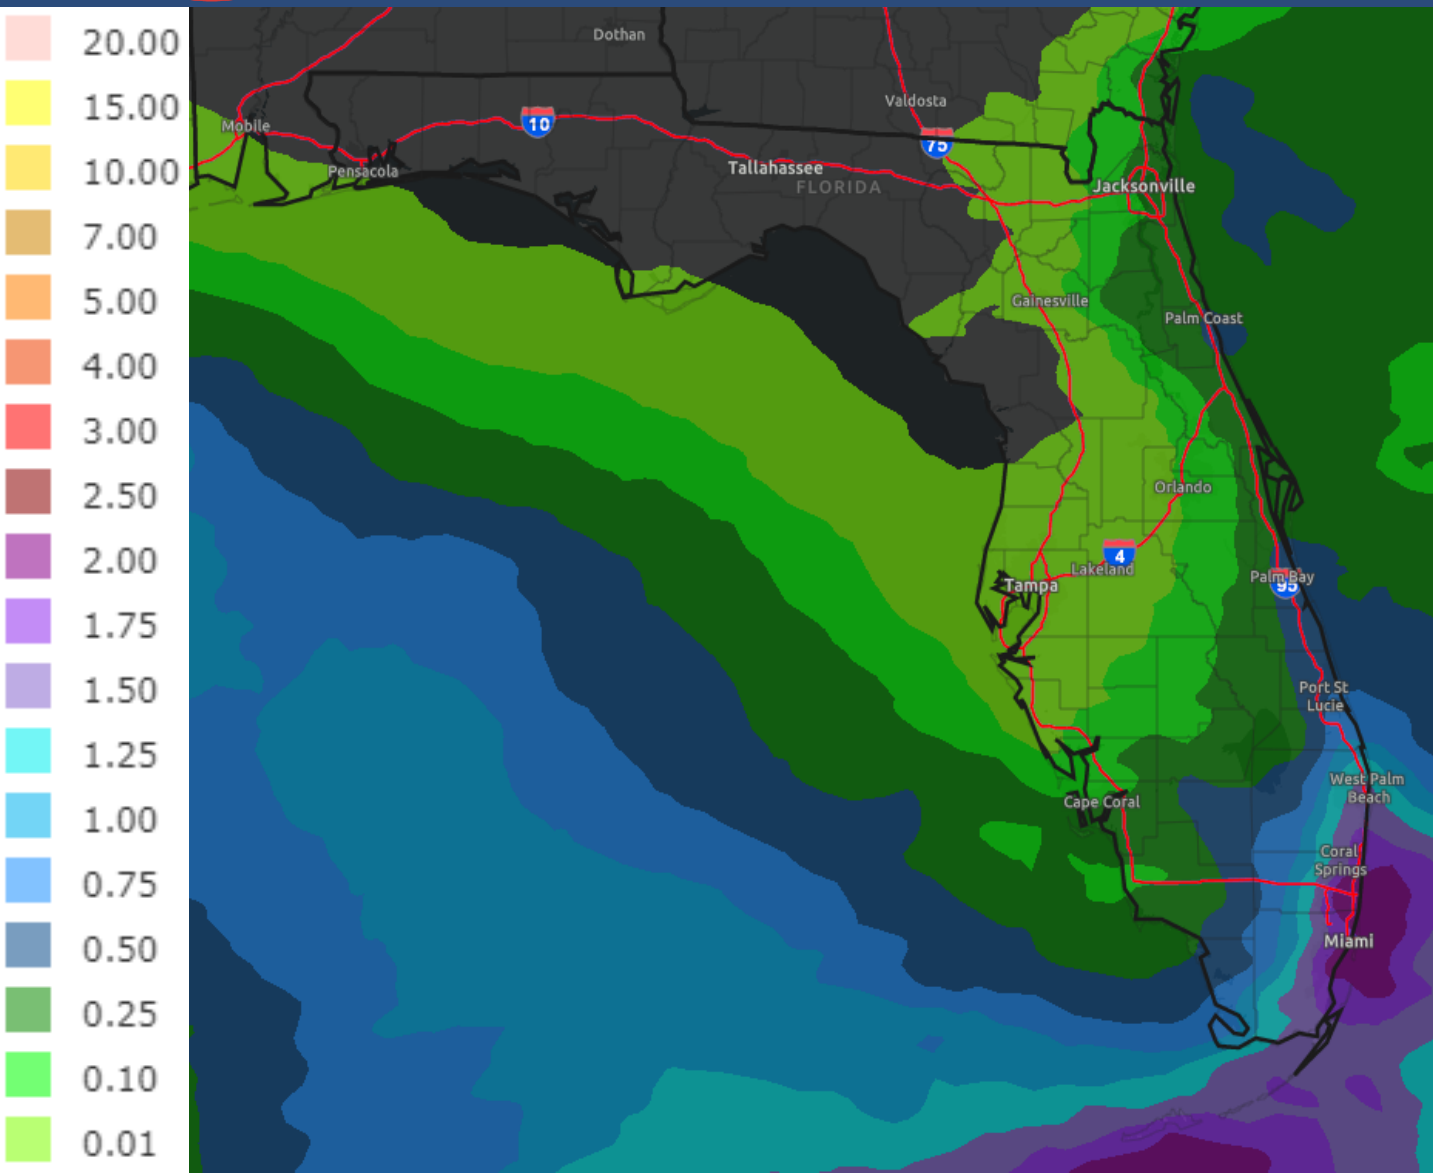 20.00
15.00
10.00
7.00
5.00
4.00
3.00
2.50
2.00
1.75
1.50
1.25
1.00
0.75
0.50
0.25
0.10
0.01
Dothan
Valdosta
Mobile
10
75
Pensacola
Tallahassee
FLORIDA
Jacksonville
Gainesville
Palm Coast
Orlando
4
Lakeland
Tampa
Palm Bay
95
Port St
Lucie
West Palm
Beach
Cape Coral
Coral
Springs
Miami